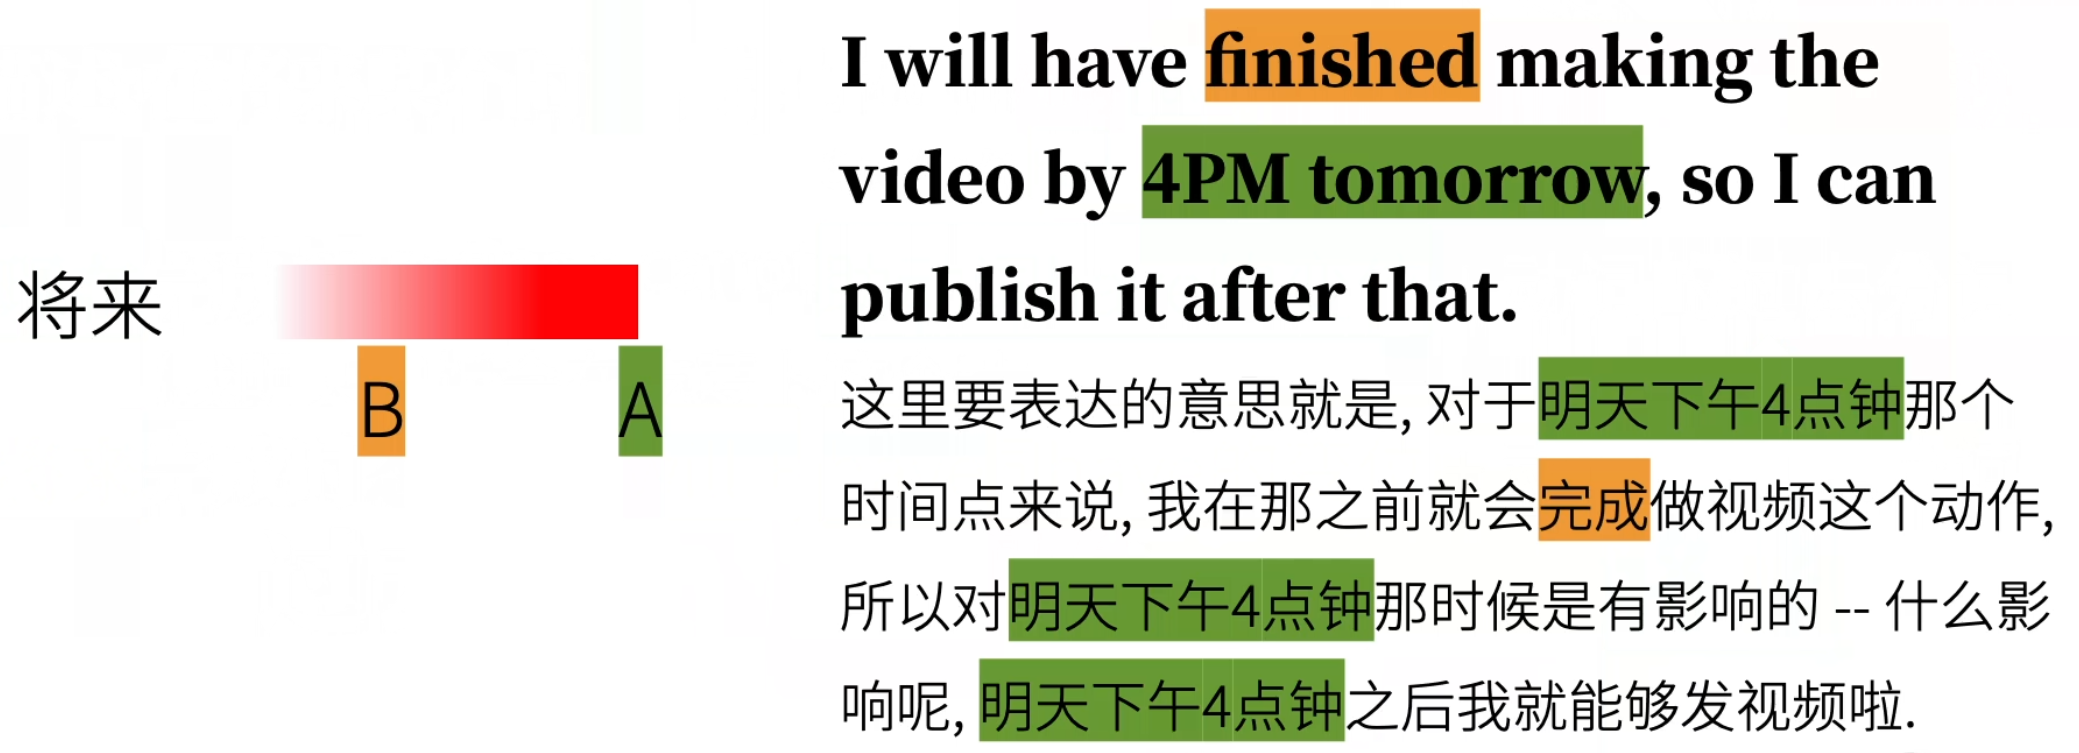 I will have finished making the
video by 4PM tomorrow, so I can
publish it after that.
将来
B A
这里要表达的意思就是, 对于明天下午4点钟那个
时间点来说, 我在那之前就会完成做视频这个动作,
所以对明天下午4点钟那时候是有影响的 -- 什么影
响呢, 明天下午4点钟之后我就能够发视频啦.